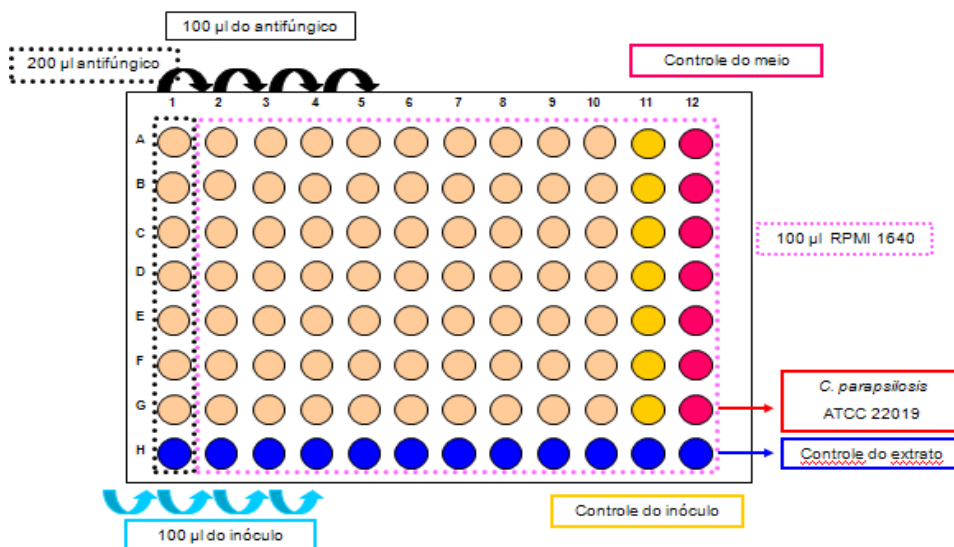 100 µl do antifúngico
200 µl antifúngico
Controle do meio
1 2 3 4 5 6 7 8 9 10 11 12
A
B
C
100 µl RPMI 1640
D
E
F
G
C. parapsilosis
ATCC 22019
H
Controle do extrato
Controle do inóculo
100 µl do inóculo